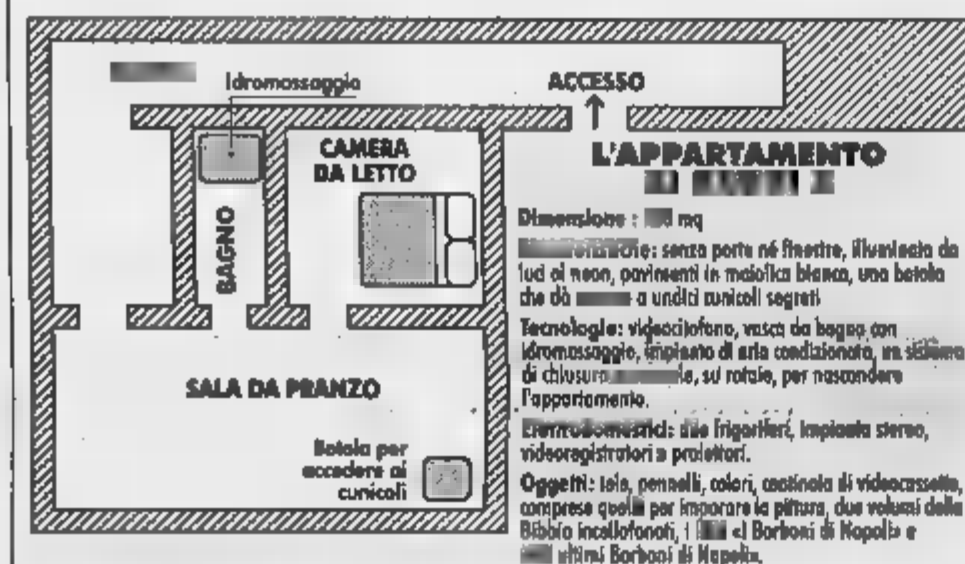 Idromassaggio
ACCESSO
CAMERA
DA LETTO
BAGNO
SALA DA PRANZO
Botola per
accedere ai
cunicoli
L'APPARTAMENTO
Dimensione: mq
senza porte né finestre, illuminato da
luci al neon, pavimenti in maiolica bianca, una botola
che dà a undici cunicoli segreti
Tecnologie: videocitofono, vasca da bagno con
idromassaggio, impianto di aria condizionata, un sistema
di chiusura su rotaie, per nascondere
l'appartamento.
Elettrodomestici: due frigoriferi, impianto stereo,
videoregistratori e proiettori.
Oggetti: tele, pennelli, colori, centinaia di videocassette,
comprese quelle per imparare la pittura, due volumi della
Bibbia incellofanati, i «I Borboni di Napoli» e
ultimi Borboni di Napoli».